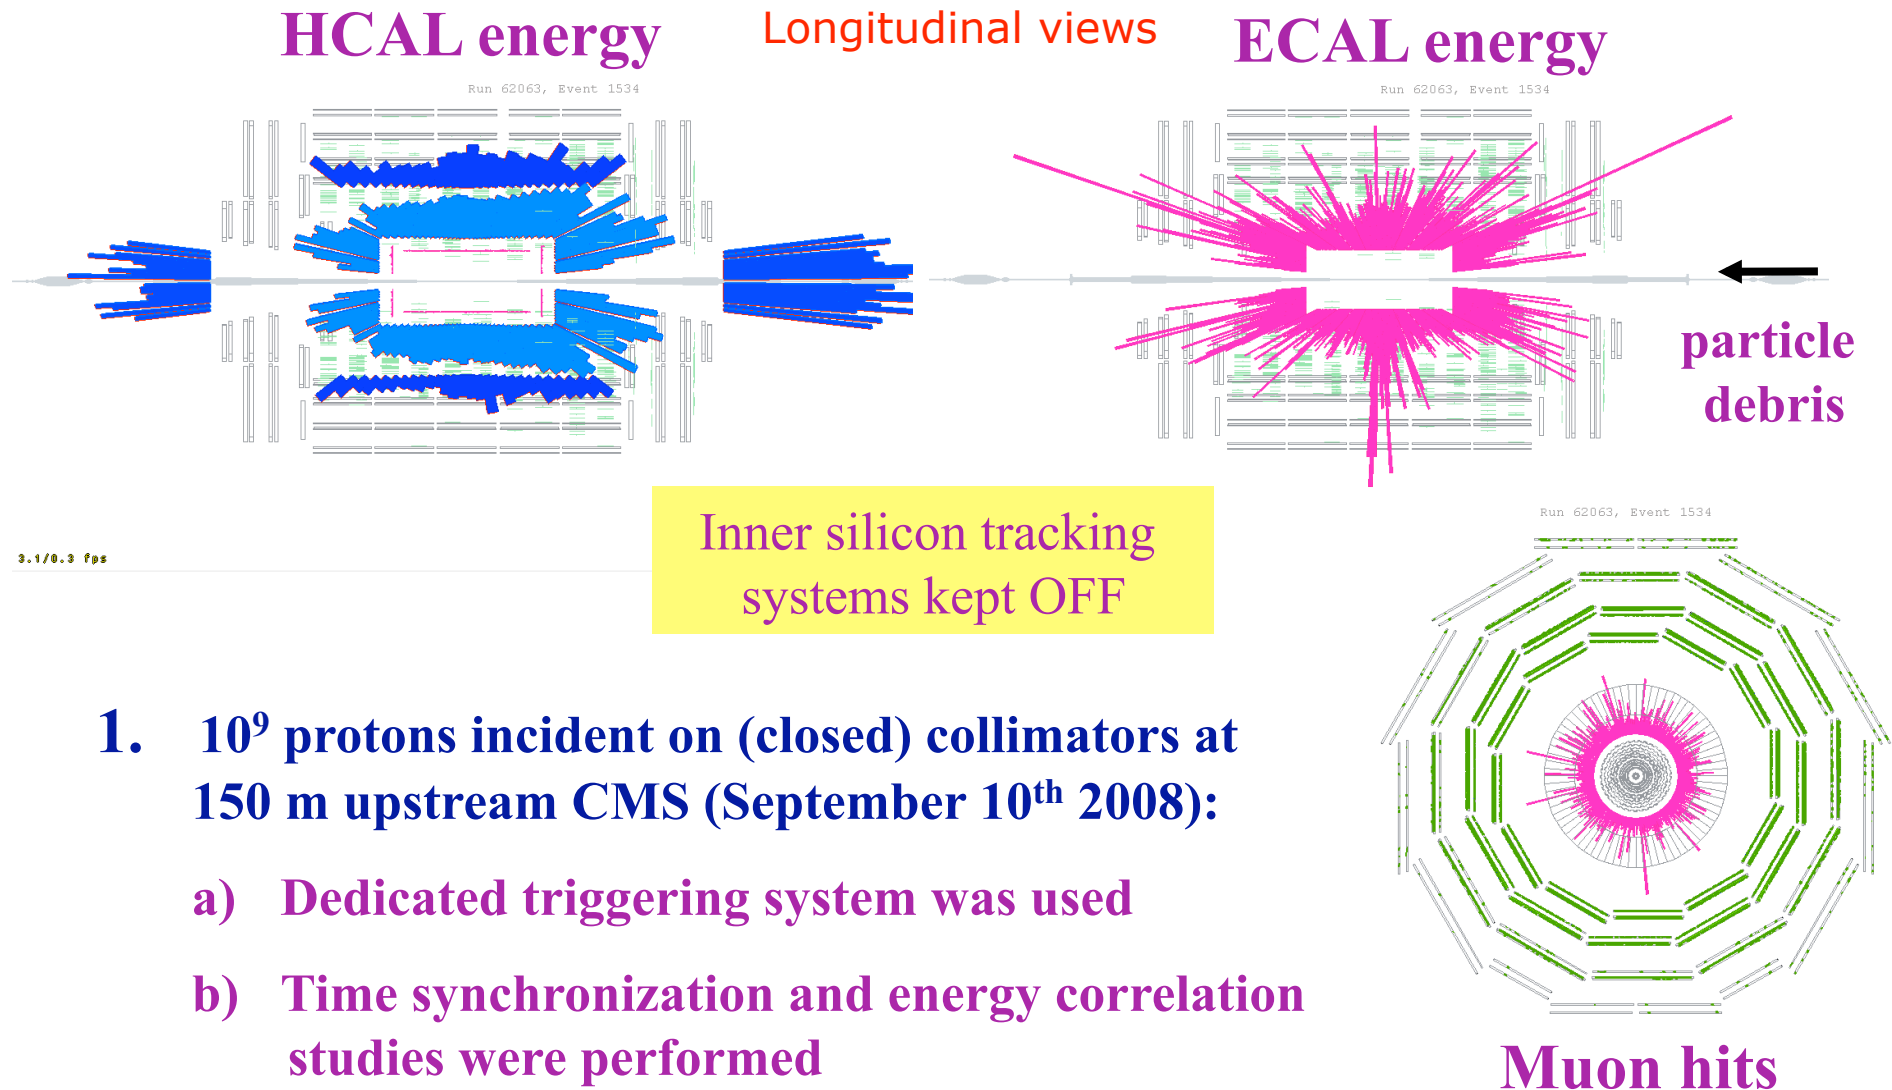 HCAL energy
Longitudinal views
ECAL energy
Run 62063, Event 1534
Run 62063, Event 1534
particle
debris
Inner silicon tracking
systems kept OFF
3.1/0.3 fps
Run 62063, Event 1534
1. 10⁹ protons incident on (closed) collimators at
150 m upstream CMS (September 10ᵗʰ 2008):
a) Dedicated triggering system was used
b) Time synchronization and energy correlation
studies were performed
Muon hits